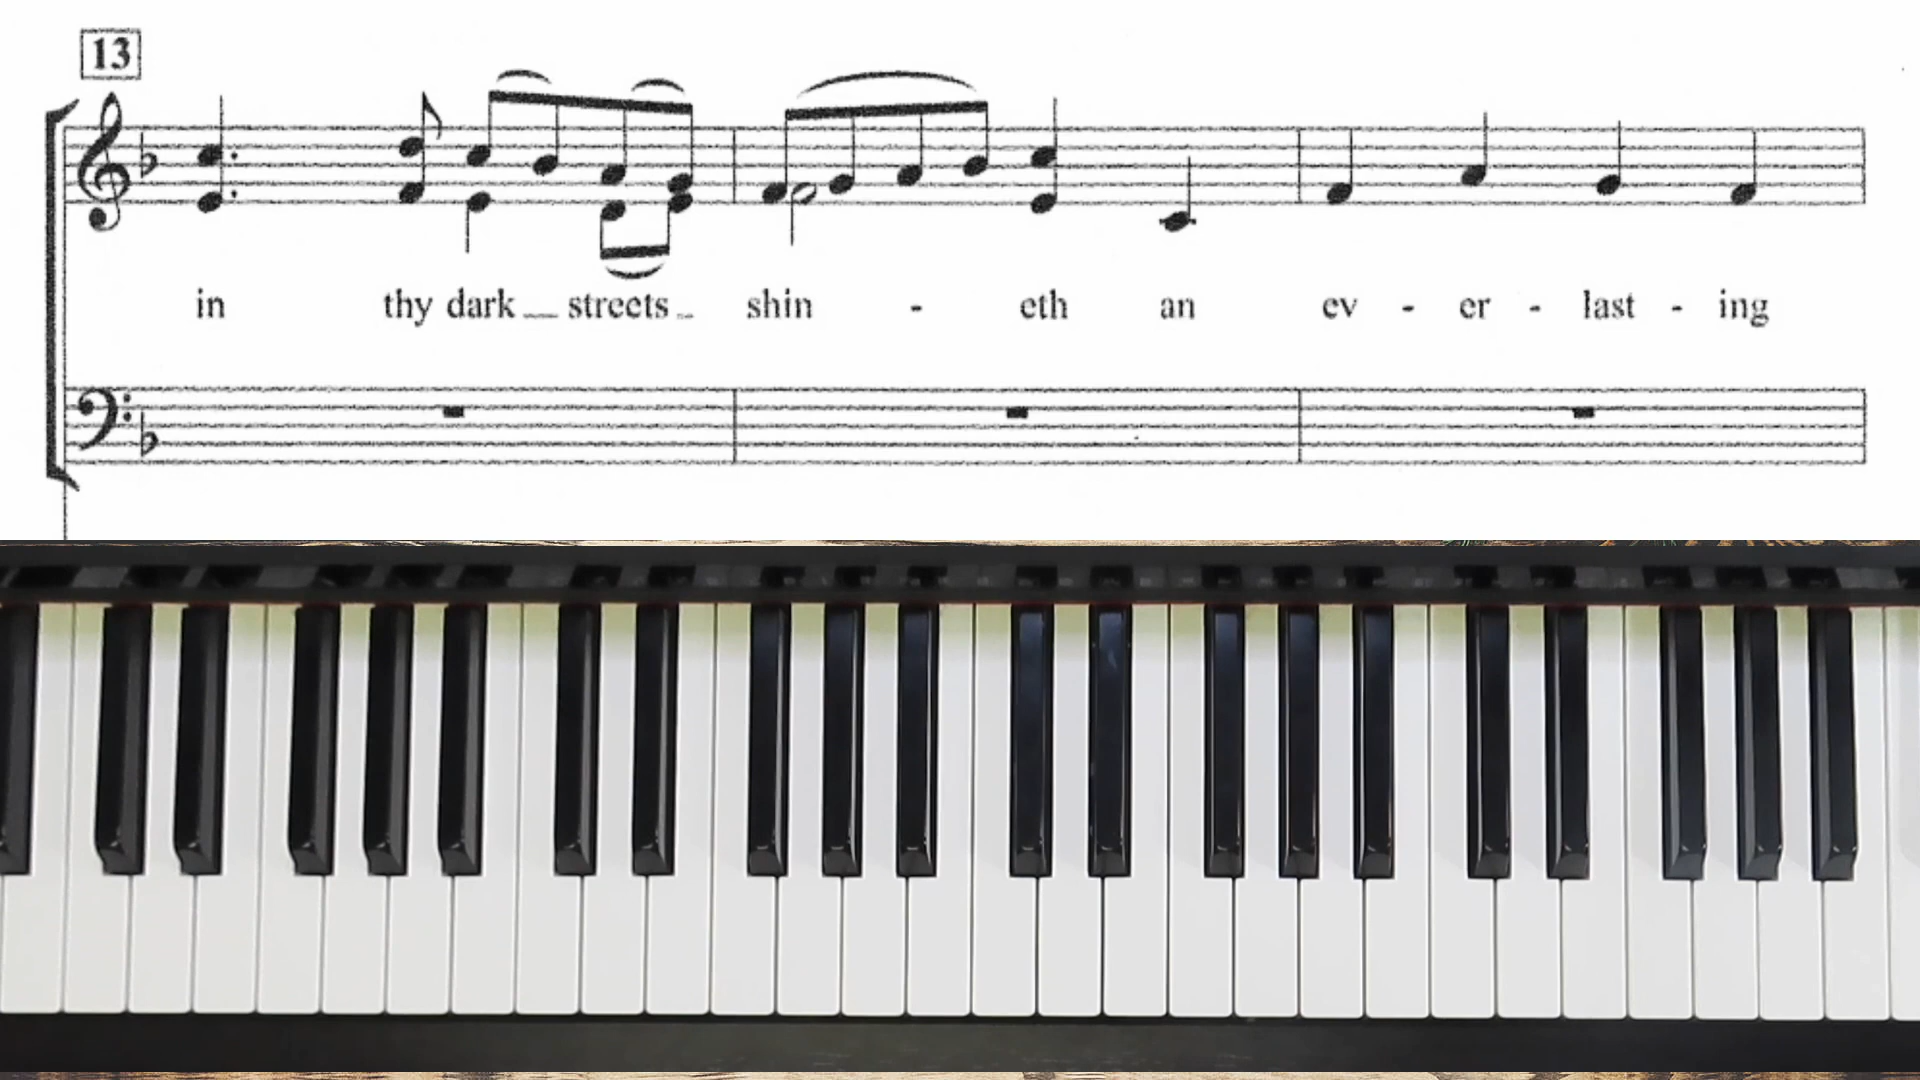 13
in thy dark streets shin - eth an ev - er - last - ing